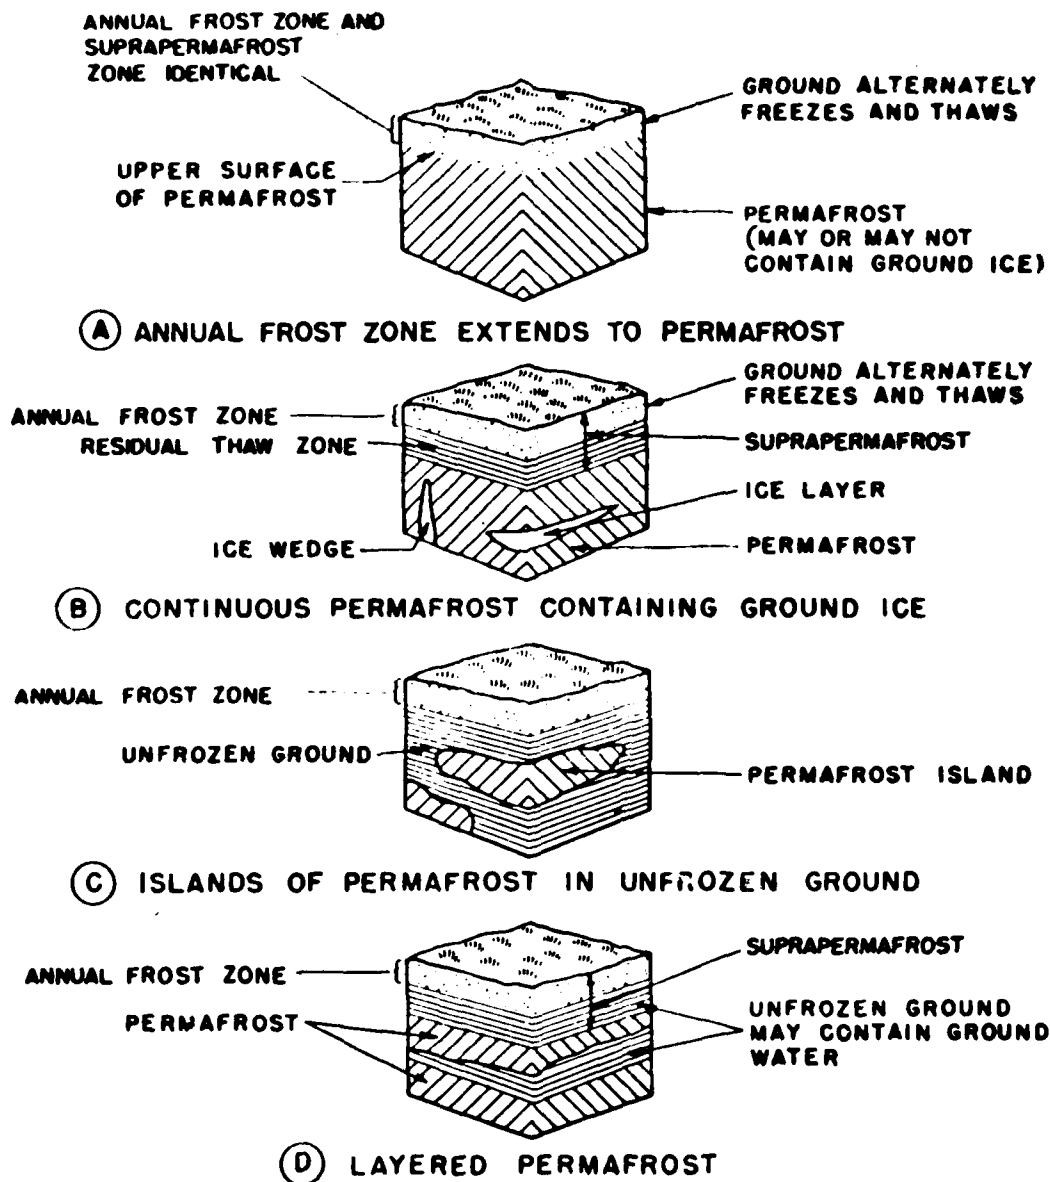 ANNUAL FROST ZONE AND
SUPRAPERMAFROST
ZONE IDENTICAL
GROUND ALTERNATELY
FREEZES AND THAWS
UPPER SURFACE
OF PERMAFROST
PERMAFROST
(MAY OR MAY NOT
CONTAIN GROUND ICE)
A ANNUAL FROST ZONE EXTENDS TO PERMAFROST
GROUND ALTERNATELY
FREEZES AND THAWS
ANNUAL FROST ZONE
RESIDUAL THAW ZONE
SUPRAPERMAFROST
ICE LAYER
ICE WEDGE
PERMAFROST
B CONTINUOUS PERMAFROST CONTAINING GROUND ICE
ANNUAL FROST ZONE
UNFROZEN GROUND
PERMAFROST ISLAND
C ISLANDS OF PERMAFROST IN UNFROZEN GROUND
SUPRAPERMAFROST
ANNUAL FROST ZONE
PERMAFROST
UNFROZEN GROUND
MAY CONTAIN GROUND
WATER
D LAYERED PERMAFROST